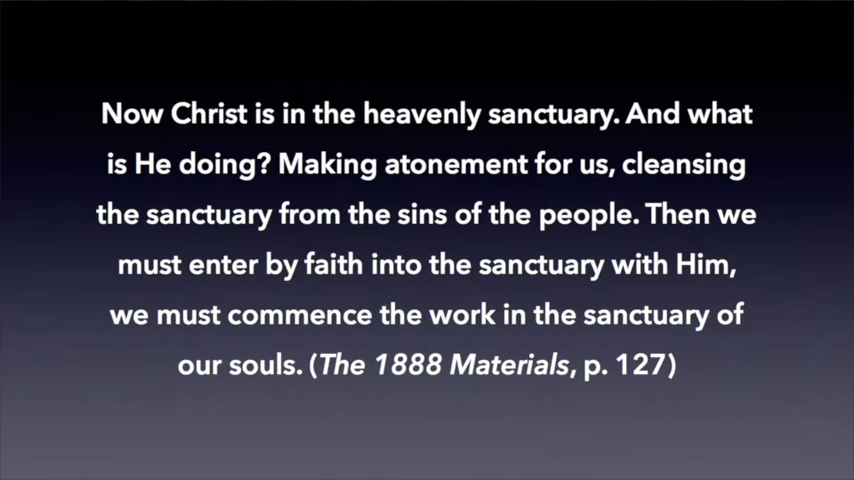 Now Christ is in the heavenly sanctuary. And what
is He doing? Making atonement for us, cleansing
the sanctuary from the sins of the people. Then we
must enter by faith into the sanctuary with Him,
we must commence the work in the sanctuary of
our souls. (The 1888 Materials, p. 127)